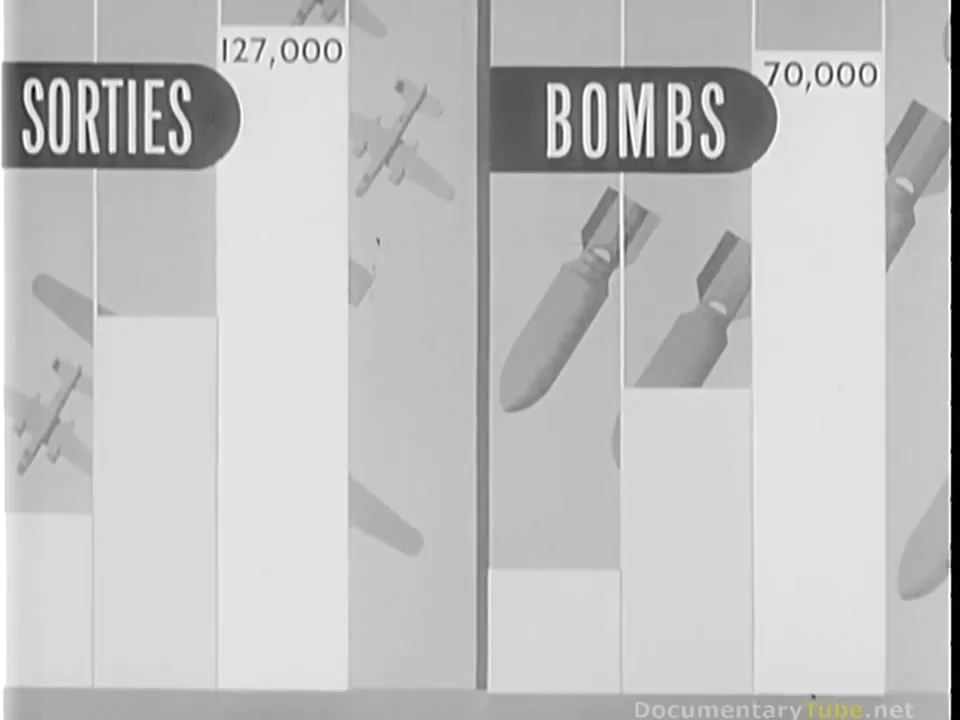 127,000
SORTIES
70,000
BOMBS
DocumentaryTube.net